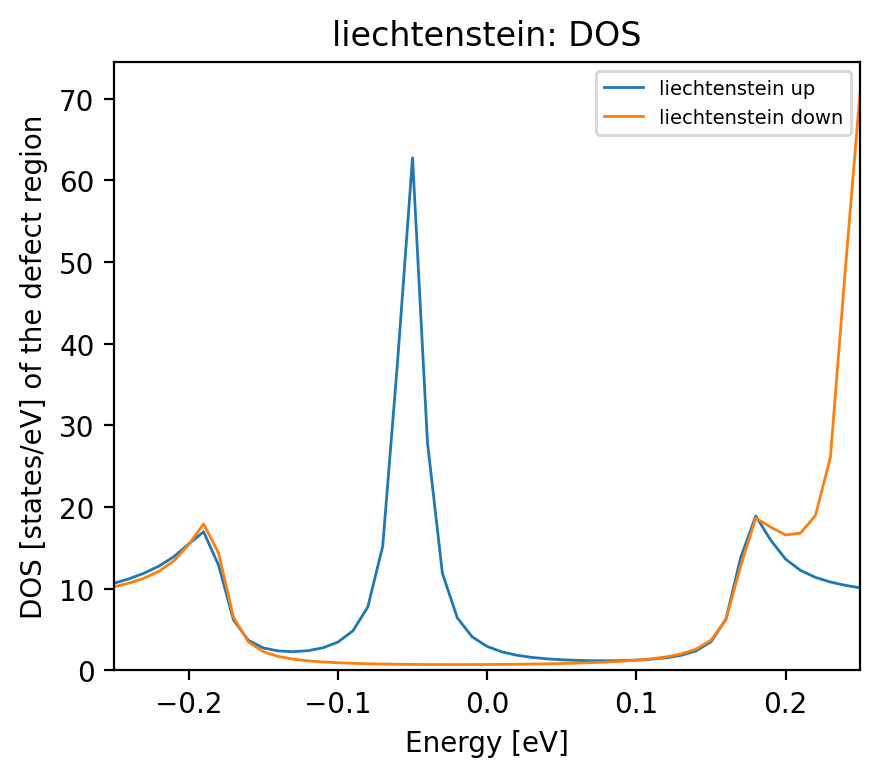 liechtenstein: DOS
liechtenstein up
liechtenstein down
DOS [states/eV] of the defect region
70
60
50
40
30
20
10
0
−0.2
−0.1
0.0
0.1
0.2
Energy [eV]